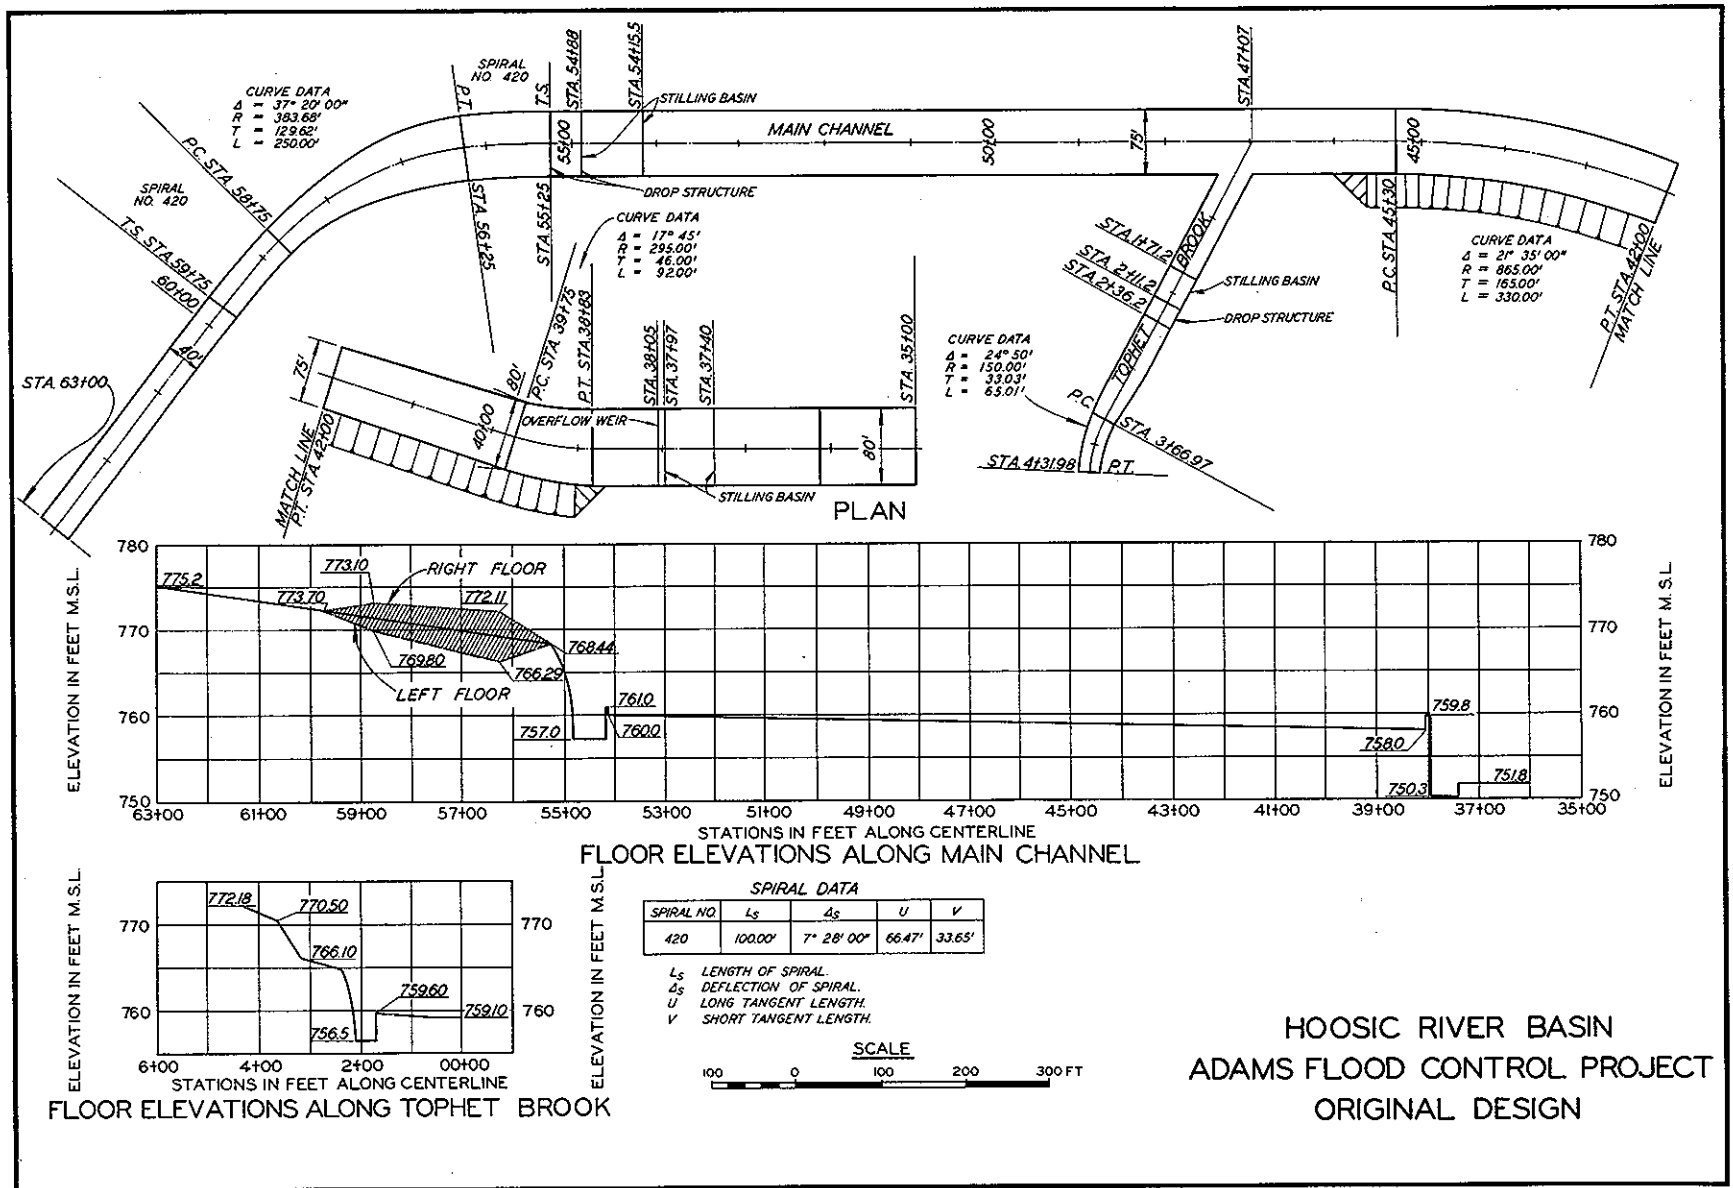 CURVE DATA
Δ = 37° 20' 00"
R = 383.68'
T = 129.62'
L = 250.00'
SPIRAL
NO. 420
P.T.
T.S.
STA. 54+88
STA. 54+15.5
STILLING BASIN
MAIN CHANNEL
STA. 47+07
P.C. STA. 58+75
SPIRAL
NO. 420
T.S. STA. 59+75
60+00
55+00
50+00
75'
45+00
DROP STRUCTURE
STA. 56+25
STA. 55+25
CURVE DATA
Δ = 17° 45'
R = 295.00'
T = 46.00'
L = 92.00'
STA. 1+71.2
BROOK
STA. 2+11.2
STA. 2+36.2
STILLING BASIN
DROP STRUCTURE
TOPHET
P.C. STA. 45+30
CURVE DATA
Δ = 21° 35' 00"
R = 865.00'
T = 165.00'
L = 330.00'
P.T. STA. 42+00
MATCH LINE
40'
STA. 63+00
75'
80'
P.C. STA. 39+75
P.T. STA. 38+83
STA. 38+05
STA. 37+97
STA. 37+40
STA. 35+00
CURVE DATA
Δ = 24° 50'
R = 150.00'
T = 33.03'
L = 65.01'
P.C.
STA. 3+66.97
STA. 4+31.98
P.T.
40+00
OVERFLOW WEIR
80'
MATCH LINE
P.T. STA. 42+00
STILLING BASIN
PLAN
ELEVATION IN FEET M.S.L.
780
770
760
750
775.2
773.10
RIGHT FLOOR
773.70
772.11
769.80
768.44
766.29
LEFT FLOOR
761.0
757.0
760.0
759.8
758.0
750.3
751.8
780
770
760
750
ELEVATION IN FEET M.S.L.
63+00 61+00 59+00 57+00 55+00 53+00 51+00 49+00 47+00 45+00 43+00 41+00 39+00 37+00 35+00
STATIONS IN FEET ALONG CENTERLINE
FLOOR ELEVATIONS ALONG MAIN CHANNEL
ELEVATION IN FEET M.S.L.
770
760
772.18
770.50
766.10
759.60
759.10
756.5
770
760
ELEVATION IN FEET M.S.L.
6+00 4+00 2+00 00+00
STATIONS IN FEET ALONG CENTERLINE
FLOOR ELEVATIONS ALONG TOPHET BROOK
SPIRAL DATA
SPIRAL NO. Ls Δs U V
420 100.00' 7° 28' 00" 66.47' 33.65'
Ls LENGTH OF SPIRAL.
Δs DEFLECTION OF SPIRAL.
U LONG TANGENT LENGTH.
V SHORT TANGENT LENGTH.
SCALE
100 0 100 200 300 FT
HOOSIC RIVER BASIN
ADAMS FLOOD CONTROL PROJECT
ORIGINAL DESIGN